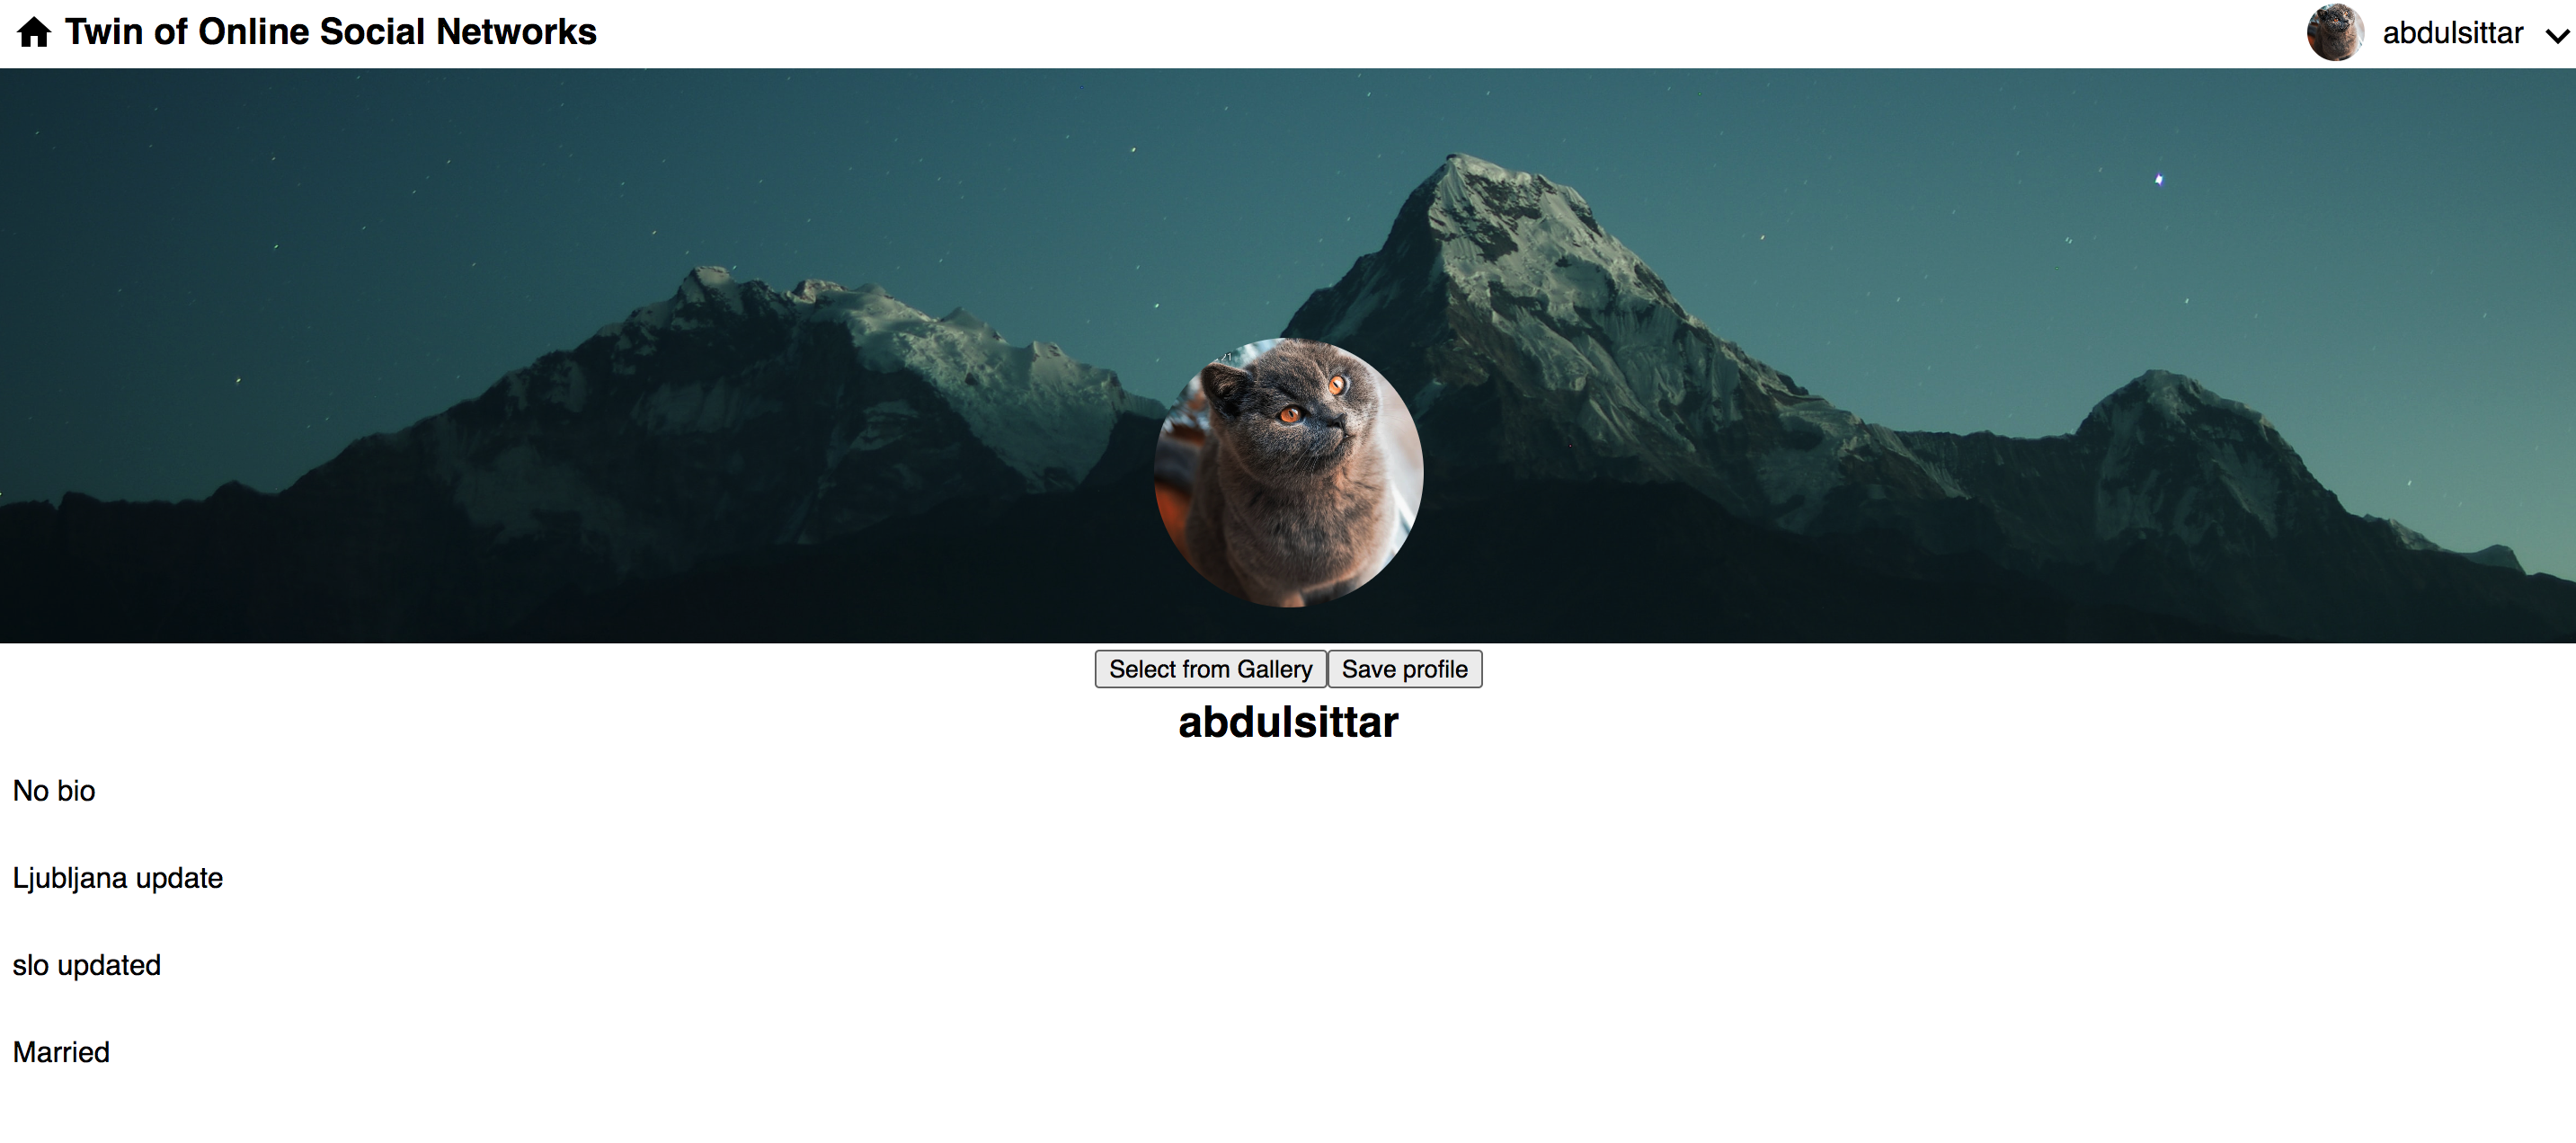 Twin of Online Social Networks
abdulsittar
Select from Gallery
Save profile
abdulsittar
No bio
Ljubljana update
slo updated
Married